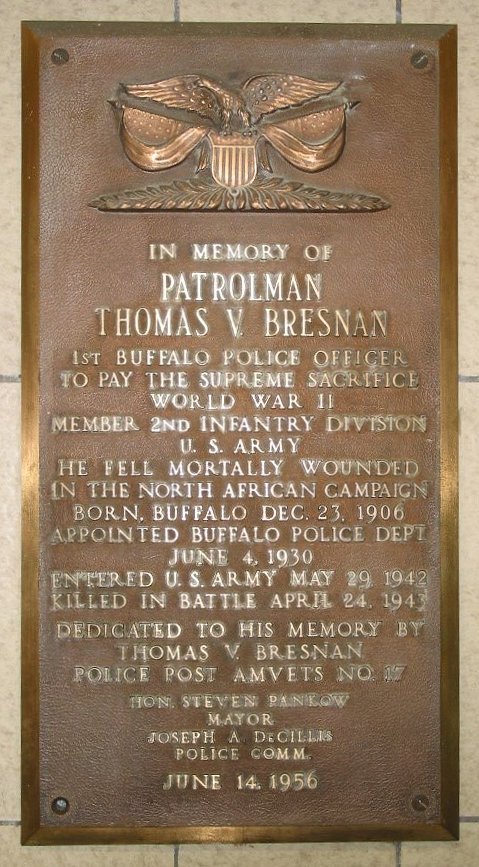 IN MEMORY OF
PATROLMAN
THOMAS V. BRESNAN
1ST BUFFALO POLICE OFFICER
TO PAY THE SUPREME SACRIFICE
WORLD WAR II
MEMBER 2ND INFANTRY DIVISION
U. S. ARMY
HE FELL MORTALLY WOUNDED
IN THE NORTH AFRICAN CAMPAIGN
BORN, BUFFALO DEC. 23, 1906
APPOINTED BUFFALO POLICE DEPT
JUNE 4, 1930
ENTERED U. S. ARMY MAY 29, 1942
KILLED IN BATTLE APRIL 24, 1943
DEDICATED TO HIS MEMORY BY
THOMAS V. BRESNAN
POLICE POST AMVETS NO. 17
HON. STEVEN PANKOW
MAYOR
JOSEPH A. DeCILLIS
POLICE COMM.
JUNE 14, 1956